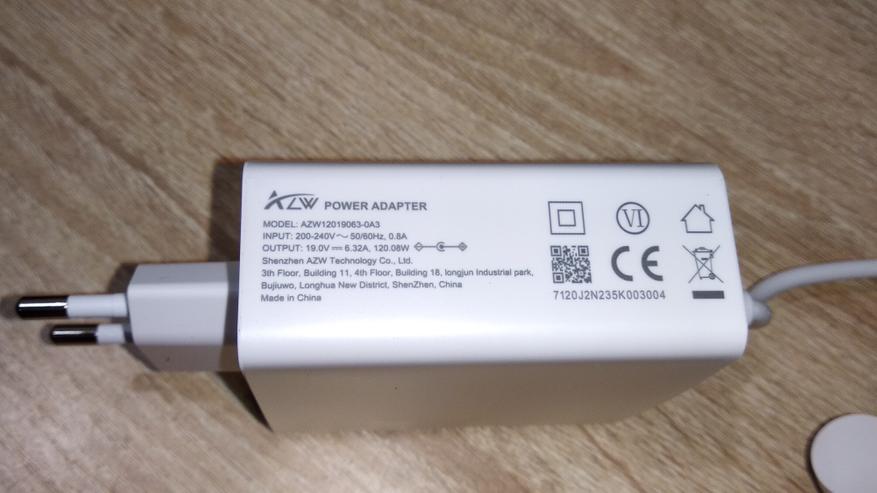 AZW POWER ADAPTER
MODEL: AZW12019063-0A3
INPUT: 200-240V~ 50/60Hz, 0.8A
OUTPUT: 19.0V⎓ 6.32A, 120.08W
Shenzhen AZW Technology Co., Ltd.
3th Floor, Building 11, 4th Floor, Building 18, longjun Industrial park,
Bujiuwo, Longhua New District, ShenZhen, China
Made in China
VI
CE
7120J2N235K003004